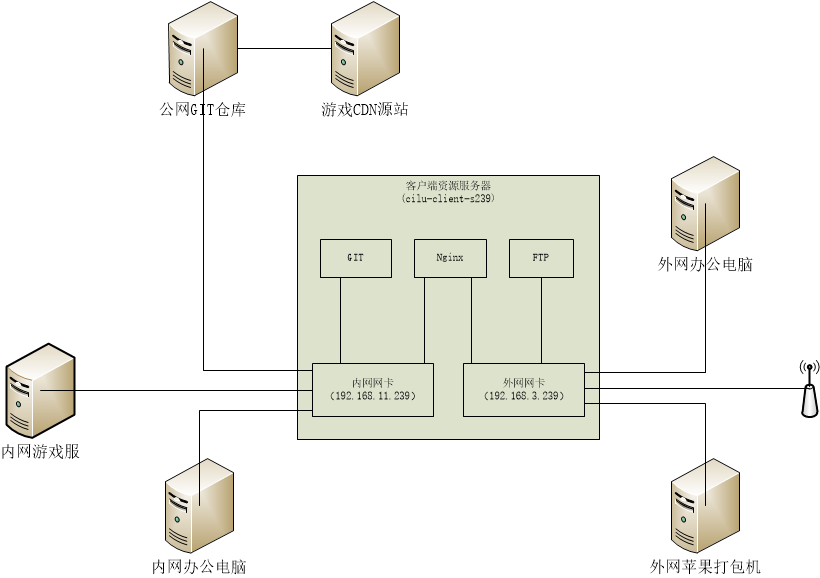 公网GIT仓库
游戏CDN源站
客户端资源服务器
(cilu-client-s239)
GIT
Nginx
FTP
外网办公电脑
内网网卡
(192.168.11.239)
外网网卡
(192.168.3.239)
内网游戏服
内网办公电脑
外网苹果打包机